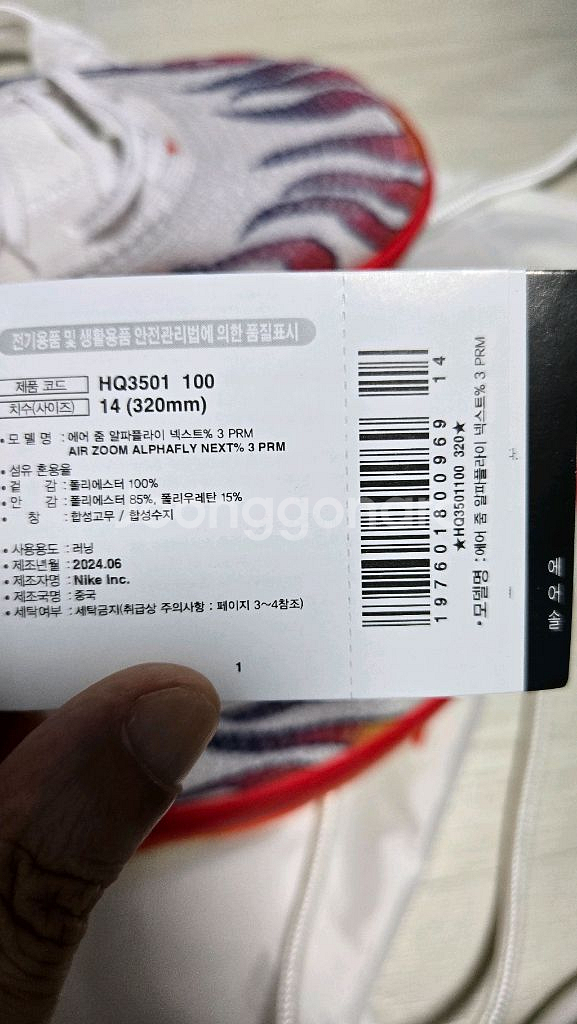 전기용품 및 생활용품 안전관리법에 의한 품질표시
제품 코드 HQ3501 100
치수(사이즈) 14 (320mm)
• 모 델 명 : 에어 줌 알파플라이 넥스트% 3 PRM
AIR ZOOM ALPHAFLY NEXT% 3 PRM
• 섬유 혼용율
• 겉 감 : 폴리에스터 100%
• 안 감 : 폴리에스터 85%, 폴리우레탄 15%
• 창 : 합성고무 / 합성수지
• 사용용도 : 러닝
• 제조년월 : 2024.06
• 제조자명 : Nike Inc.
• 제조국명 : 중국
• 세탁여부 : 세탁금지(취급상 주의사항 : 페이지 3~4참조)
1
197601800969 14
★HQ3501100 320★
• 모델명 : 에어 줌 알파플라이 넥스트% 3 PRM
에어솔